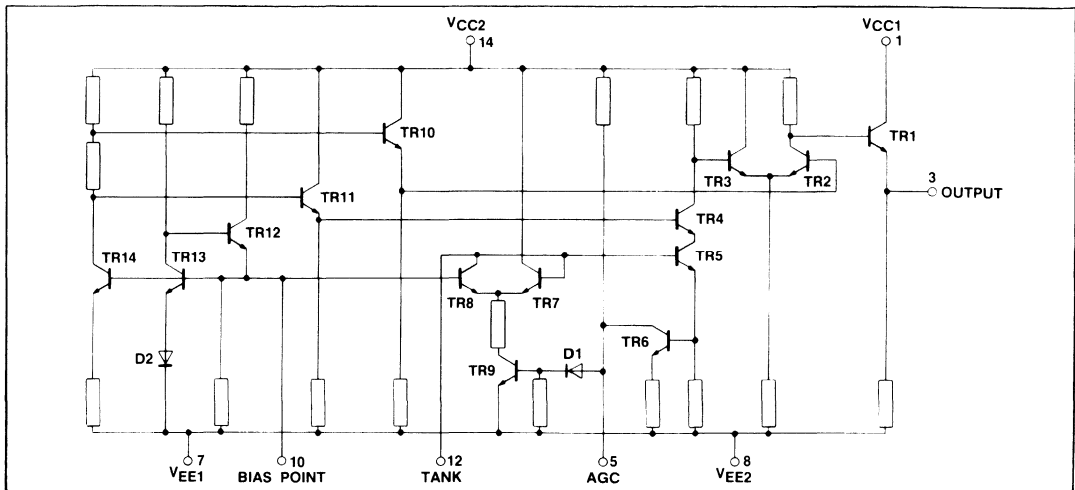 VCC2
14
VCC1
1
TR10
TR1
TR3
TR2
3
OUTPUT
TR11
TR4
TR12
TR5
TR14
TR13
TR8
TR7
TR6
D2
D1
TR9
VEE1
7
10
BIAS POINT
12
TANK
5
AGC
8
VEE2